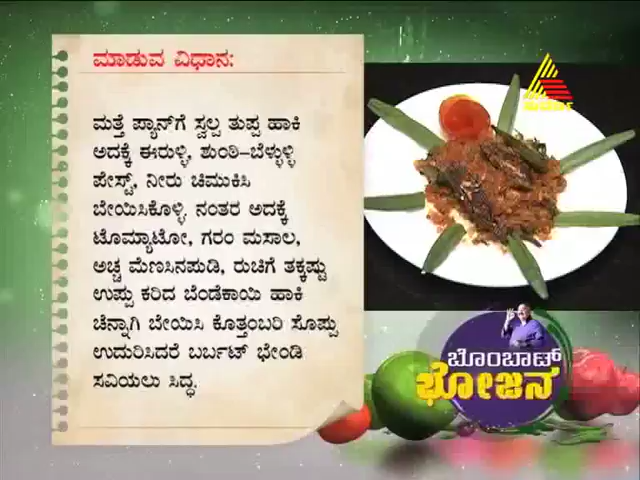 ಮಾಡುವ ವಿಧಾನ:
ಮತ್ತೆ ಪ್ಯಾನ್‌ಗೆ ಸ್ವಲ್ಪ ತುಪ್ಪ ಹಾಕಿ
ಅದಕ್ಕೆ ಈರುಳ್ಳಿ, ಶುಂಠಿ-ಬೆಳ್ಳುಳ್ಳಿ
ಪೇಸ್ಟ್, ನೀರು ಚಿಮುಕಿಸಿ
ಬೇಯಿಸಿಕೊಳ್ಳಿ. ನಂತರ ಅದಕ್ಕೆ
ಟೊಮ್ಯಾಟೋ, ಗರಂ ಮಸಾಲ,
ಅಚ್ಚ ಮೆಣಸಿನಪುಡಿ, ರುಚಿಗೆ ತಕ್ಕಷ್ಟು
ಉಪ್ಪು ಕರಿದ ಬೆಂಡೆಕಾಯಿ ಹಾಕಿ
ಚೆನ್ನಾಗಿ ಬೇಯಿಸಿ ಕೊತ್ತಂಬರಿ ಸೊಪ್ಪು
ಉದುರಿಸಿದರೆ ಬರ್ಬಟ್ ಭೇಂಡಿ
ಸವಿಯಲು ಸಿದ್ಧ.
ಬೊಂಬಾಟ್
ಭೋಜನ